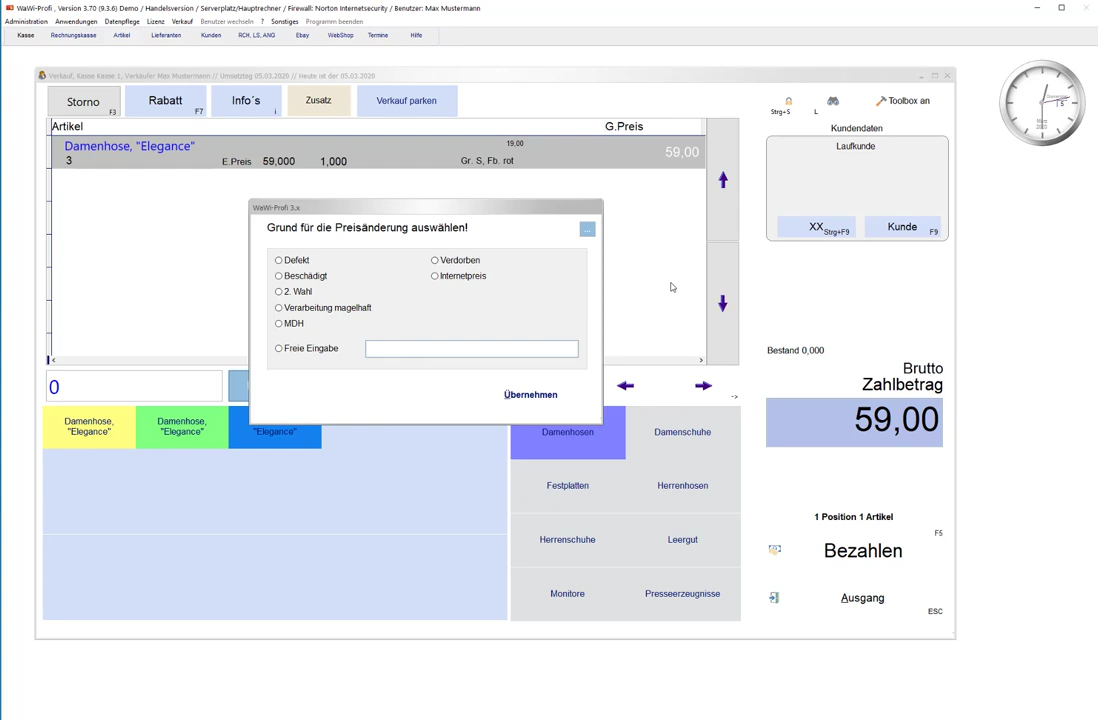 WaWi-Profi , Version 3.70 (9.3.6) Demo / Handelsversion / Serverplatz/Hauptrechner / Firewall: Norton Internetsecurity / Benutzer: Max Mustermann
Administration Anwendungen Datenpflege Lizenz Verkauf Benutzer wechseln ? Sonstiges Programm beenden
Kasse Rechnungskasse Artikel Lieferanten Kunden RCH, LS, ANG Ebay WebShop Termine Hilfe
Verkauf, Kasse Kasse 1, Verkäufer Max Mustermann // Umsatztag 05.03.2020 // Heute ist der 05.03.2020
Storno F3
Rabatt F7
Info´s i
Zusatz
Verkauf parken
Strg+S
L
Toolbox an
Artikel G.Preis
Damenhose, "Elegance" 19,00 59,00
3 E.Preis 59,000 1,000 Gr. S, Fb. rot
Kundendaten
Laufkunde
XX Strg+F9
Kunde F9
WaWi-Profi 3.x
Grund für die Preisänderung auswählen!
...
Defekt
Verdorben
Beschädigt
Internetpreis
2. Wahl
Verarbeitung magelhaft
MDH
Freie Eingabe
Übernehmen
Bestand 0,000
Brutto
Zahlbetrag
59,00
0
->
Damenhose,
"Elegance"
Damenhose,
"Elegance"
"Elegance"
Damenhosen
Damenschuhe
Festplatten
Herrenhosen
Herrenschuhe
Leergut
Monitore
Presseerzeugnisse
1 Position 1 Artikel
F5
Bezahlen
Ausgang
ESC